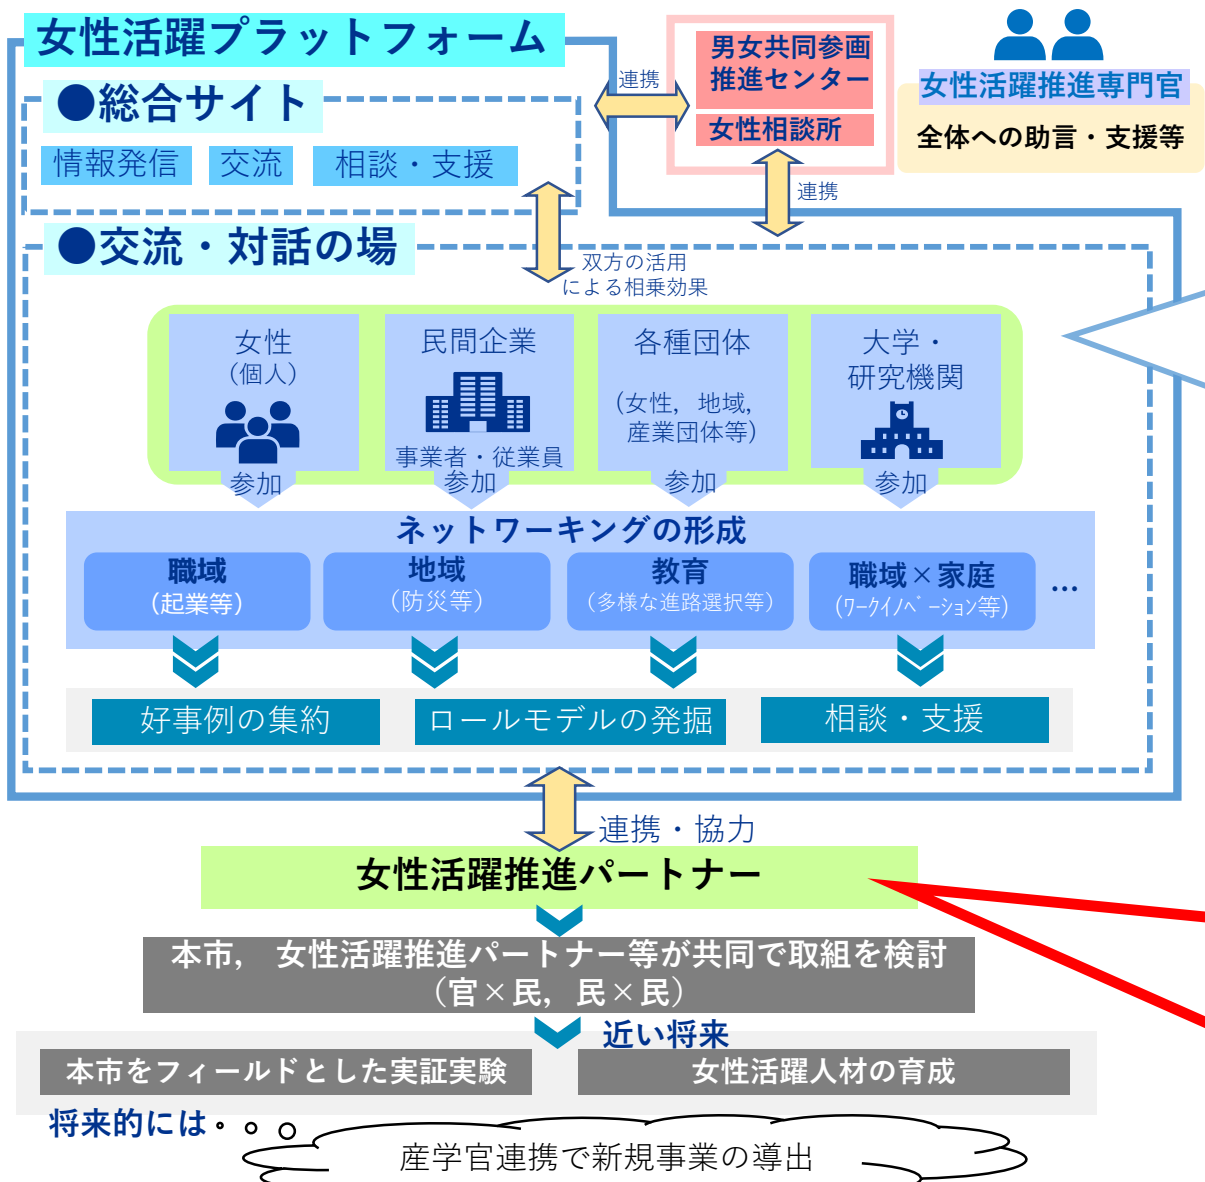 女性活躍プラットフォーム
●総合サイト
情報発信
交流
相談・支援
連携
男女共同参画
推進センター
女性相談所
連携
女性活躍推進専門官
全体への助言・支援等
●交流・対話の場
双方の活用
による相乗効果
女性
（個人）
参加
民間企業
事業者・従業員
参加
各種団体
（女性，地域，
産業団体等）
参加
大学・
研究機関
参加
ネットワーキングの形成
職域
（起業等）
地域
（防災等）
教育
（多様な進路選択等）
職域×家庭
（ﾜｰｸｲﾉﾍﾞｰｼｮﾝ等）
…
好事例の集約
ロールモデルの発掘
相談・支援
連携・協力
女性活躍推進パートナー
本市，　女性活躍推進パートナー等が共同で取組を検討
（官×民，民×民）
近い将来
本市をフィールドとした実証実験
女性活躍人材の育成
将来的には
産学官連携で新規事業の導出